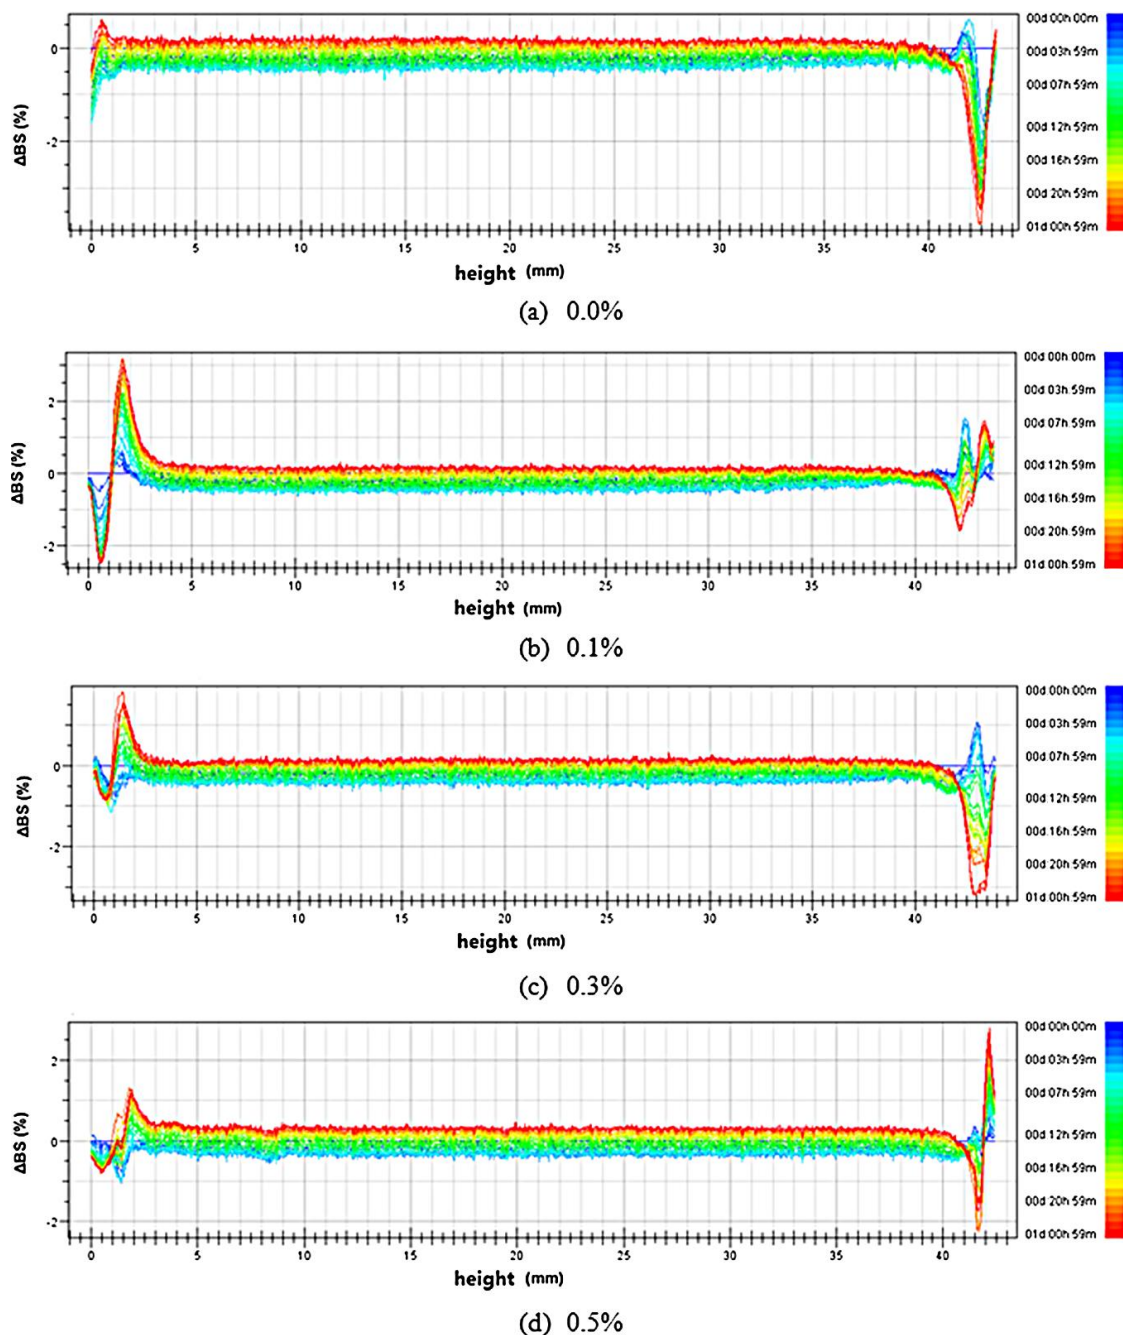 0
-2
ΔBS (%)
0 5 10 15 20 25 30 35 40
height (mm)
00d 00h 00m
00d 03h 59m
00d 07h 59m
00d 12h 59m
00d 16h 59m
00d 20h 59m
01d 00h 59m
(a) 0.0%
2
0
-2
ΔBS (%)
0 5 10 15 20 25 30 35 40
height (mm)
00d 00h 00m
00d 03h 59m
00d 07h 59m
00d 12h 59m
00d 16h 59m
00d 20h 59m
01d 00h 59m
(b) 0.1%
0
-2
ΔBS (%)
0 5 10 15 20 25 30 35 40
height (mm)
00d 00h 00m
00d 03h 59m
00d 07h 59m
00d 12h 59m
00d 16h 59m
00d 20h 59m
01d 00h 59m
(c) 0.3%
2
0
-2
ΔBS (%)
0 5 10 15 20 25 30 35 40
height (mm)
00d 00h 00m
00d 03h 59m
00d 07h 59m
00d 12h 59m
00d 16h 59m
00d 20h 59m
01d 00h 59m
(d) 0.5%